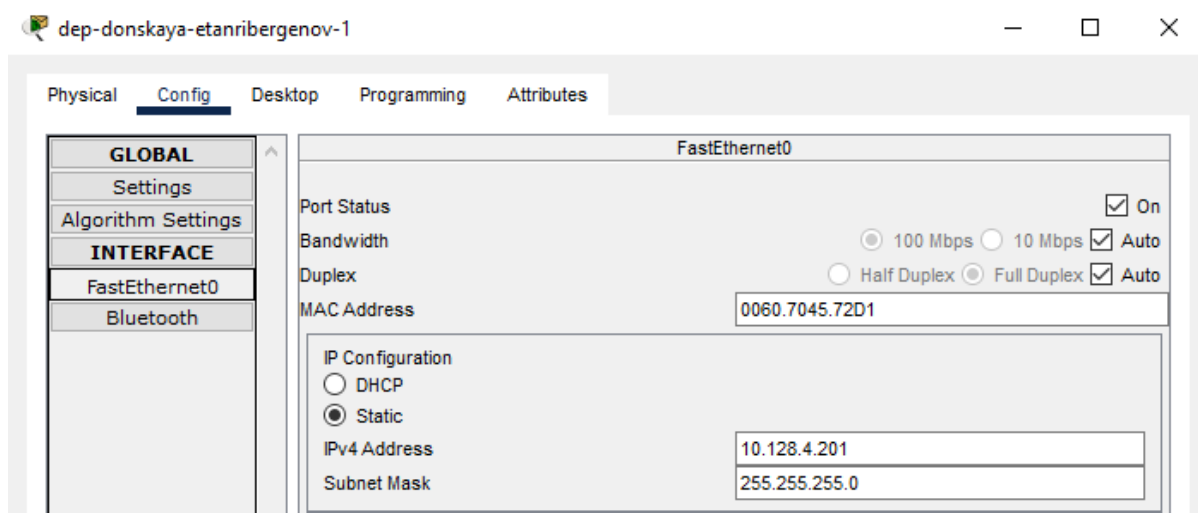 dep-donskaya-etanribergenov-1
Physical Config Desktop Programming Attributes
GLOBAL
Settings
Algorithm Settings
INTERFACE
FastEthernet0
Bluetooth
FastEthernet0
Port Status On
Bandwidth 100 Mbps 10 Mbps Auto
Duplex Half Duplex Full Duplex Auto
MAC Address 0060.7045.72D1
IP Configuration
DHCP
Static
IPv4 Address 10.128.4.201
Subnet Mask 255.255.255.0